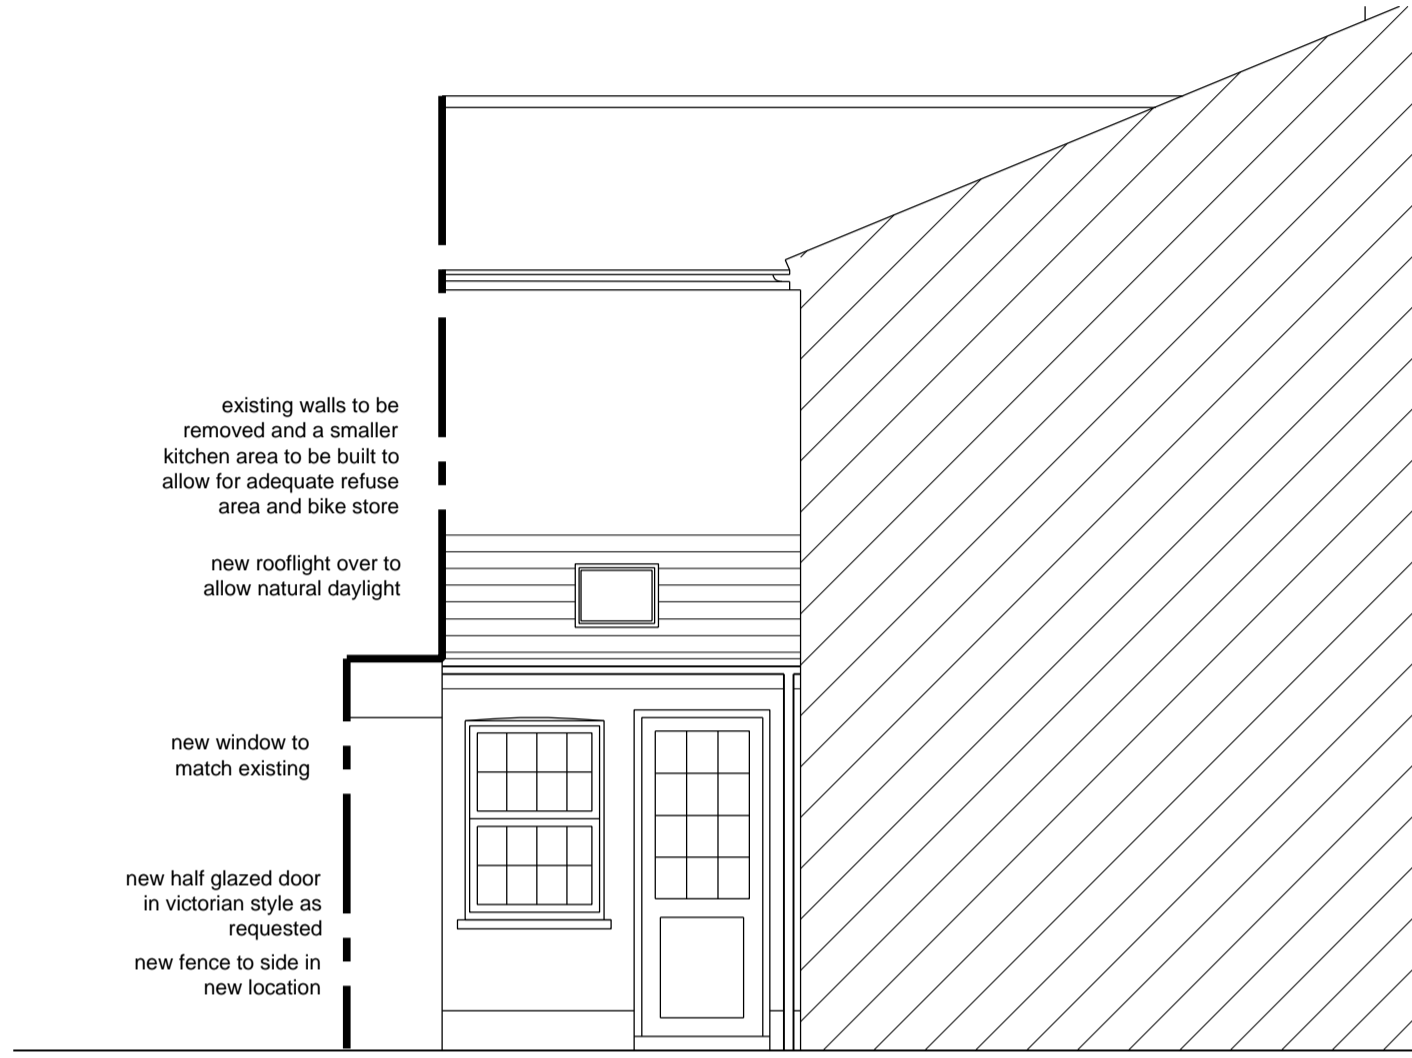 existing walls to be
removed and a smaller
kitchen area to be built to
allow for adequate refuse
area and bike store
new rooflight over to
allow natural daylight
new window to
match existing
new half glazed door
in victorian style as
requested
new fence to side in
new location